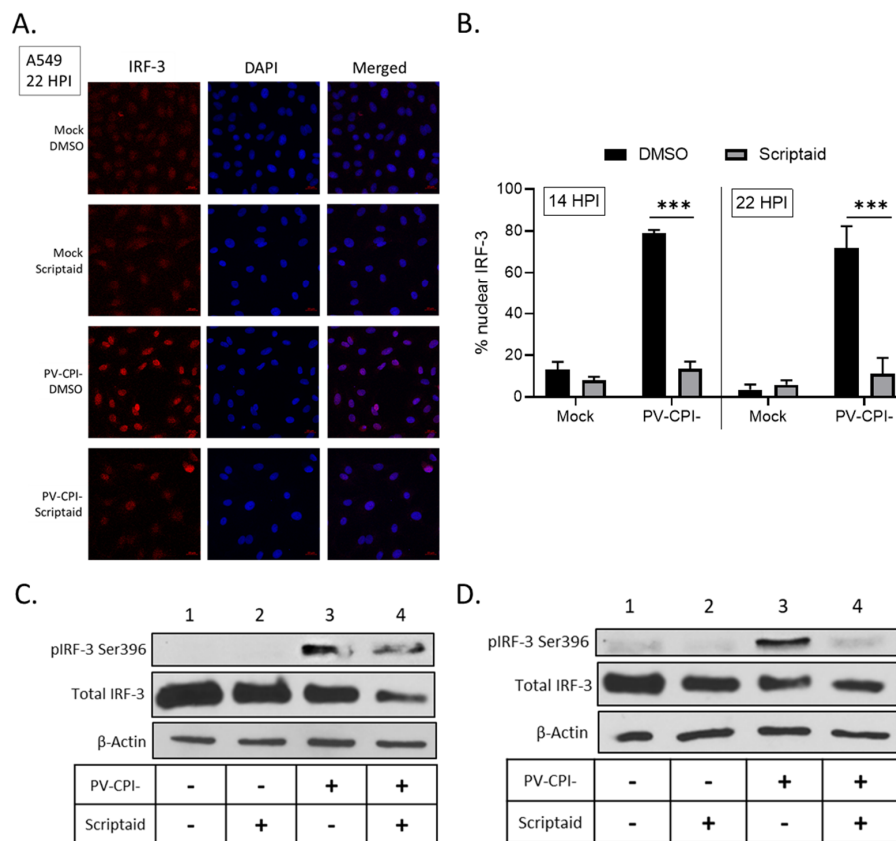 A.
A549
22 HPI
IRF-3 DAPI Merged
Mock
DMSO
Mock
Scriptaid
PV-CPI-
DMSO
PV-CPI-
Scriptaid
B.
DMSO Scriptaid
% nuclear IRF-3
100
80
60
40
20
0
14 HPI *** 22 HPI ***
Mock PV-CPI- Mock PV-CPI-
C.
1 2 3 4
pIRF-3 Ser396
Total IRF-3
β-Actin
PV-CPI- - - + +
Scriptaid - + - +
D.
1 2 3 4
pIRF-3 Ser396
Total IRF-3
β-Actin
PV-CPI- - - + +
Scriptaid - + - +